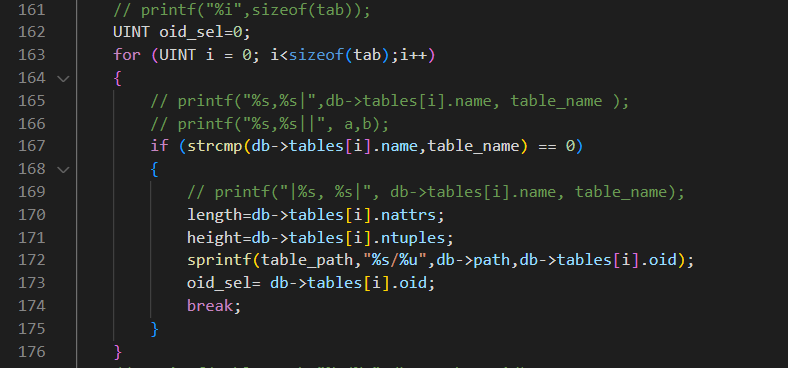 161 // printf("%i",sizeof(tab));
162 UINT oid_sel=0;
163 for (UINT i = 0; i<sizeof(tab);i++)
164 {
165 // printf("%s,%s|",db->tables[i].name, table_name );
166 // printf("%s,%s||", a,b);
167 if (strcmp(db->tables[i].name,table_name) == 0)
168 {
169 // printf("|%s, %s|", db->tables[i].name, table_name);
170 length=db->tables[i].nattrs;
171 height=db->tables[i].ntuples;
172 sprintf(table_path,"%s/%u",db->path,db->tables[i].oid);
173 oid_sel= db->tables[i].oid;
174 break;
175 }
176 }